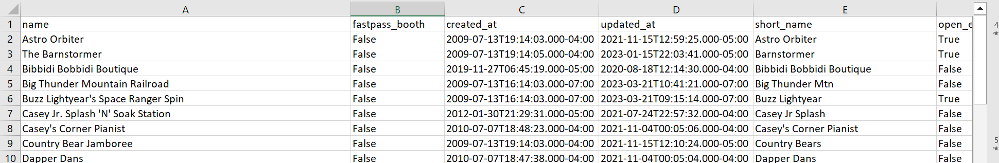 A B C D E
1 name fastpass_booth created_at updated_at short_name open_e
2 Astro Orbiter False 2009-07-13T19:14:03.000-04:00 2021-11-15T12:59:25.000-05:00 Astro Orbiter True
3 The Barnstormer False 2009-07-13T19:14:05.000-04:00 2023-01-15T22:03:41.000-05:00 Barnstormer True
4 Bibbidi Bobbidi Boutique False 2019-11-27T06:45:19.000-05:00 2020-08-18T12:14:30.000-04:00 Bibbidi Bobbidi Boutique False
5 Big Thunder Mountain Railroad False 2009-07-13T16:14:03.000-07:00 2023-03-21T10:41:21.000-07:00 Big Thunder Mtn False
6 Buzz Lightyear's Space Ranger Spin False 2009-07-13T16:14:03.000-07:00 2023-03-21T09:15:14.000-07:00 Buzz Lightyear True
7 Casey Jr. Splash 'N' Soak Station False 2012-01-30T21:29:31.000-05:00 2021-07-24T22:57:32.000-04:00 Casey Jr Splash False
8 Casey's Corner Pianist False 2010-07-07T18:48:23.000-04:00 2021-11-04T00:05:06.000-04:00 Casey's Corner Pianist False
9 Country Bear Jamboree False 2009-07-13T19:14:03.000-04:00 2021-11-15T12:10:24.000-05:00 Country Bears False
10 Dapper Dans False 2010-07-07T18:47:38.000-04:00 2021-11-04T00:05:04.000-04:00 Dapper Dans False
4
5